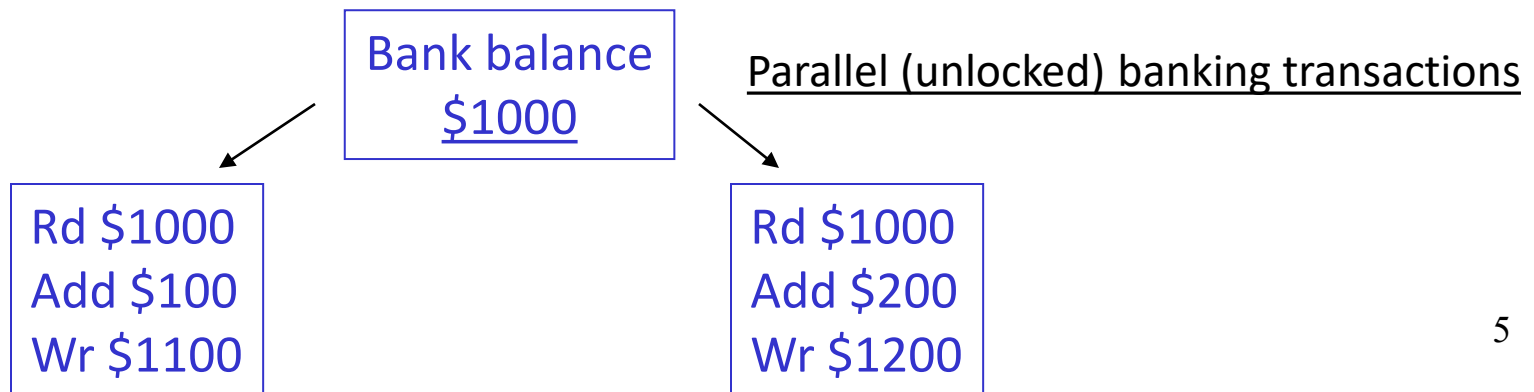 Bank balance
$1000
Parallel (unlocked) banking transactions
Rd $1000
Add $100
Wr $1100
Rd $1000
Add $200
Wr $1200
5